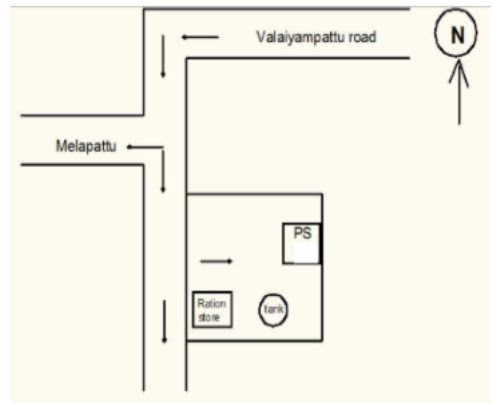 Valaiyampattu road
N
Melapattu
PS
Ration
store
tank